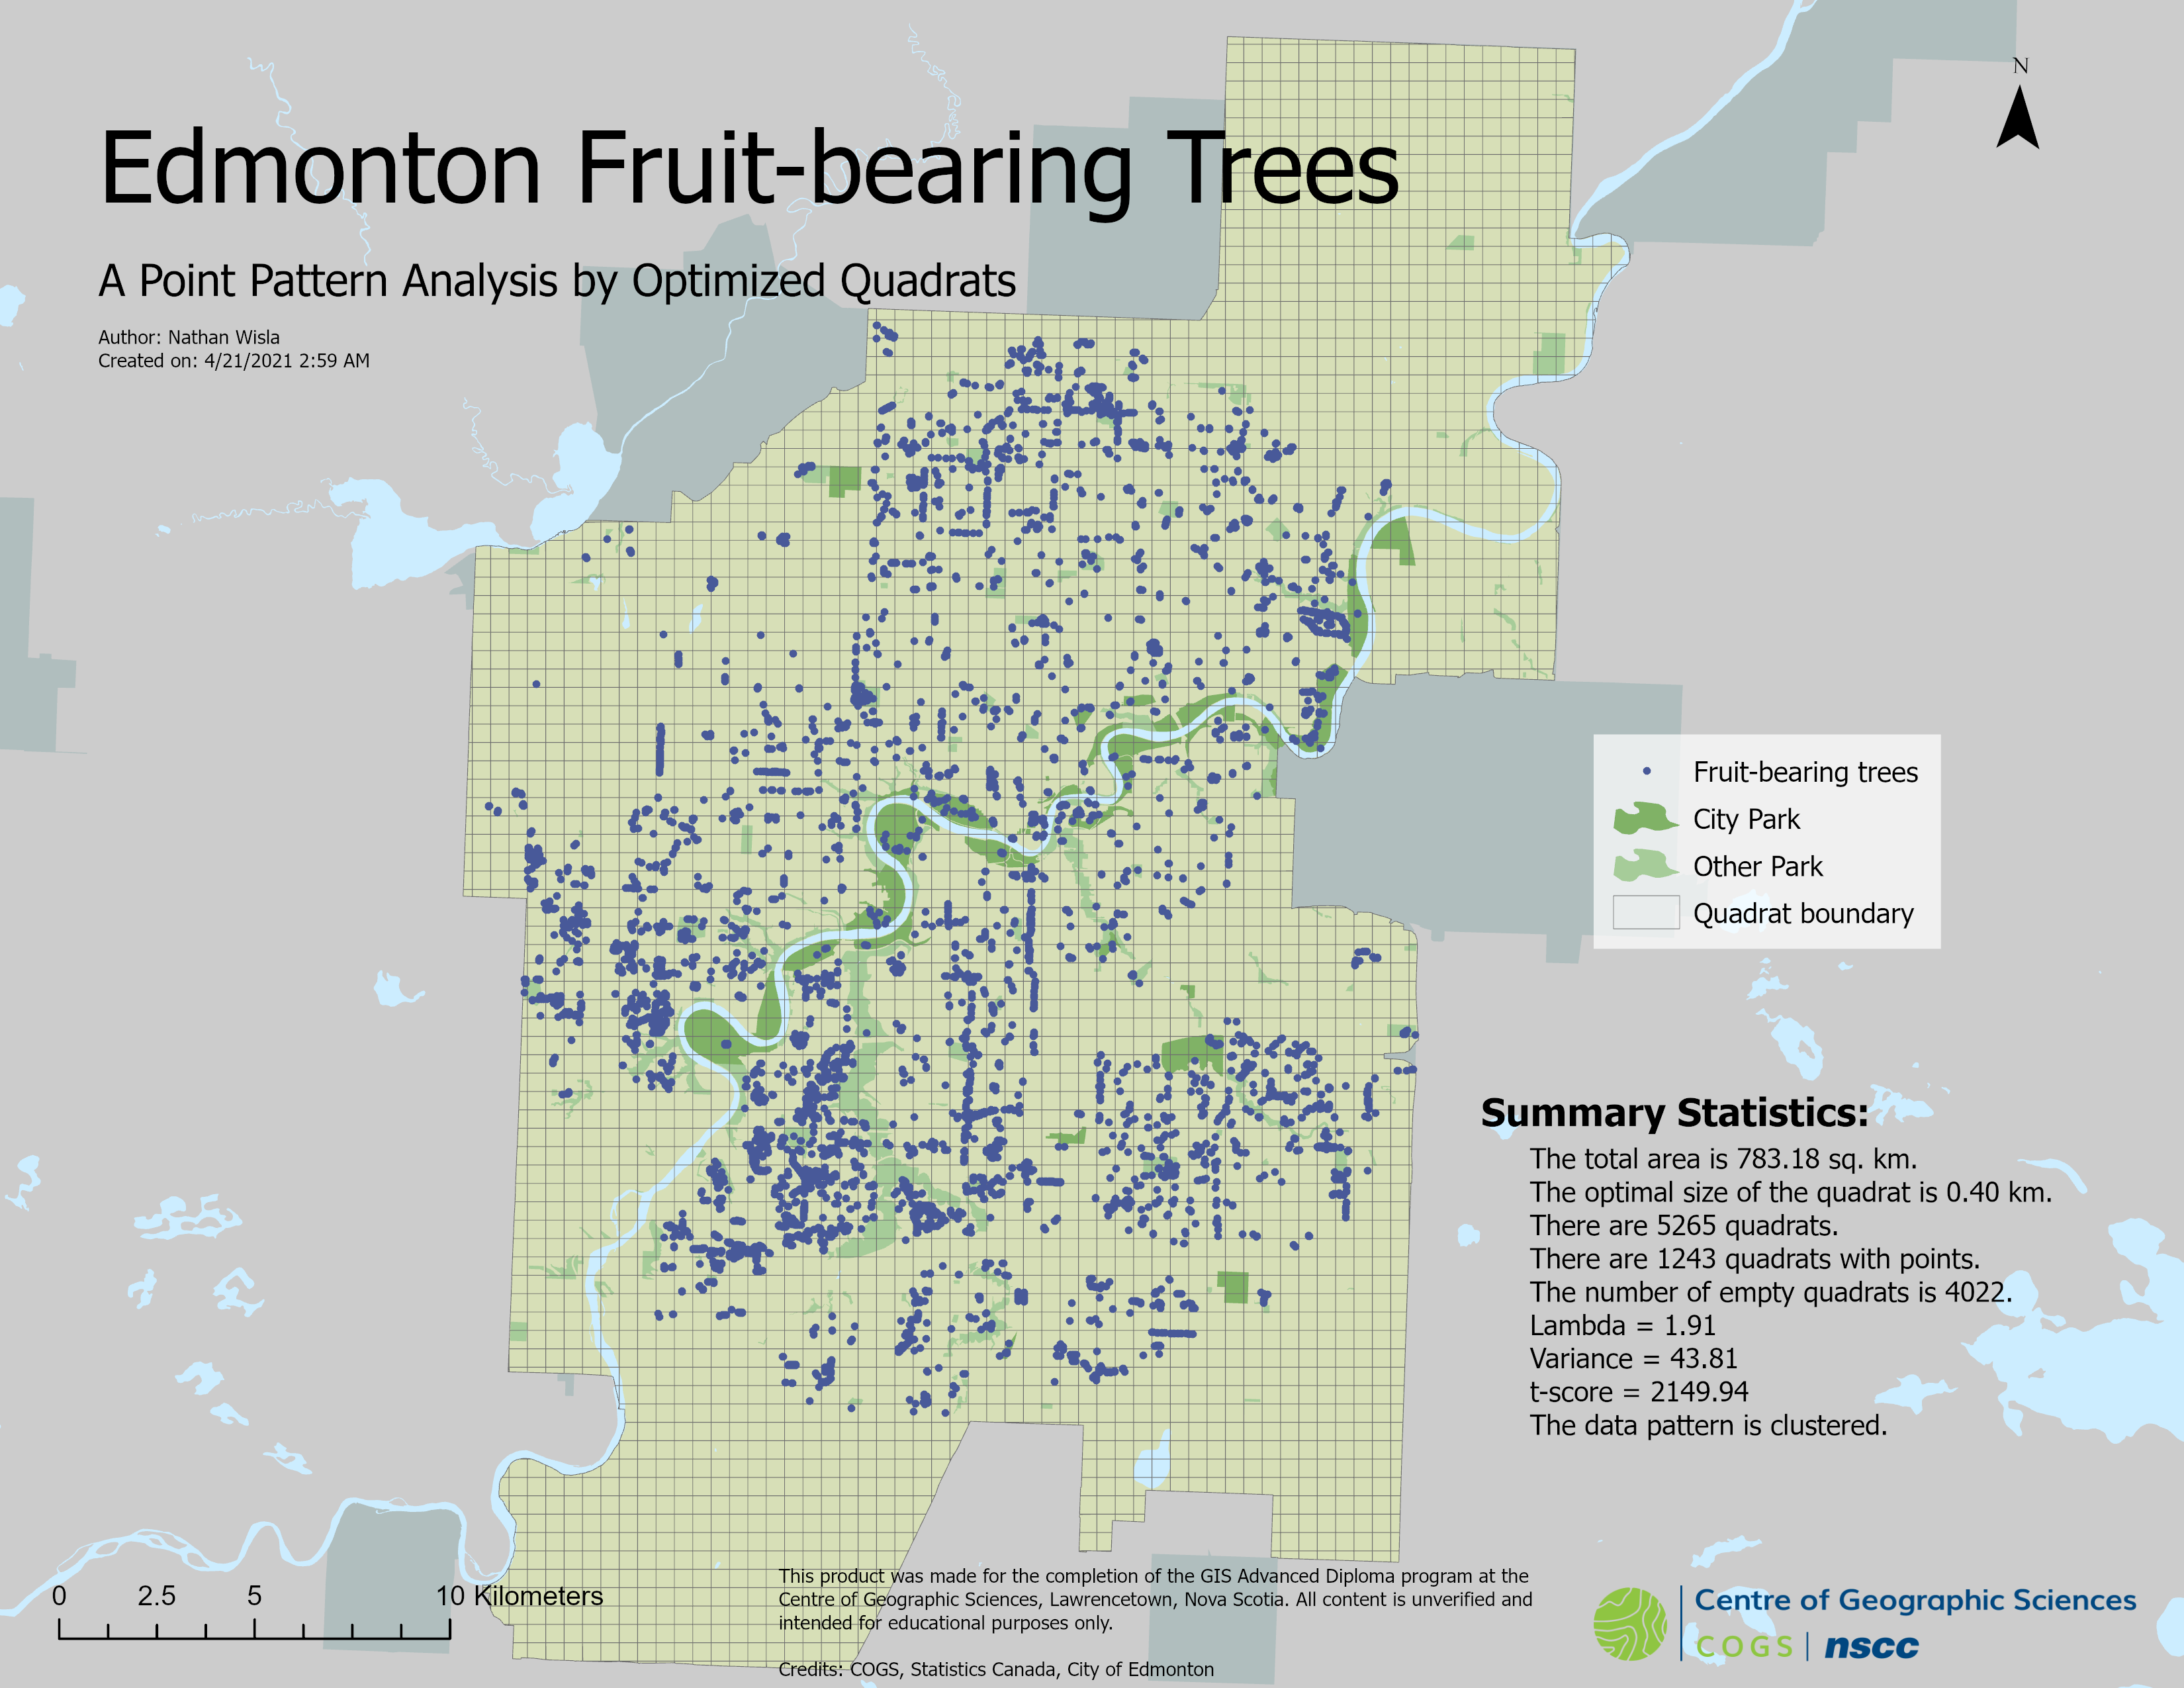 Edmonton Fruit-bearing Trees
A Point Pattern Analysis by Optimized Quadrats
Author: Nathan Wisla
Created on: 4/21/2021 2:59 AM
N
Fruit-bearing trees
City Park
Other Park
Quadrat boundary
Summary Statistics:
The total area is 783.18 sq. km.
The optimal size of the quadrat is 0.40 km.
There are 5265 quadrats.
There are 1243 quadrats with points.
The number of empty quadrats is 4022.
Lambda = 1.91
Variance = 43.81
t-score = 2149.94
The data pattern is clustered.
0 2.5 5 10 Kilometers
This product was made for the completion of the GIS Advanced Diploma program at the
Centre of Geographic Sciences, Lawrencetown, Nova Scotia. All content is unverified and
intended for educational purposes only.
Credits: COGS, Statistics Canada, City of Edmonton
Centre of Geographic Sciences
COGS | nscc